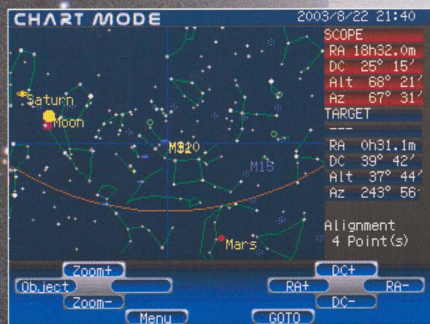 CHART MODE 2003/8/22 21:40
SCOPE
RA 18h32.0m
DC 25° 15′
Alt 68° 21′
Az 67° 31′
TARGET
---
RA 0h31.1m
DC 39° 42′
Alt 37° 44′
Az 243° 56′
Alignment
4 Point(s)
Saturn
Moon
M16
Mars
Zoom+ DC+
Object RA+ RA-
Zoom- DC-
Menu GOTO